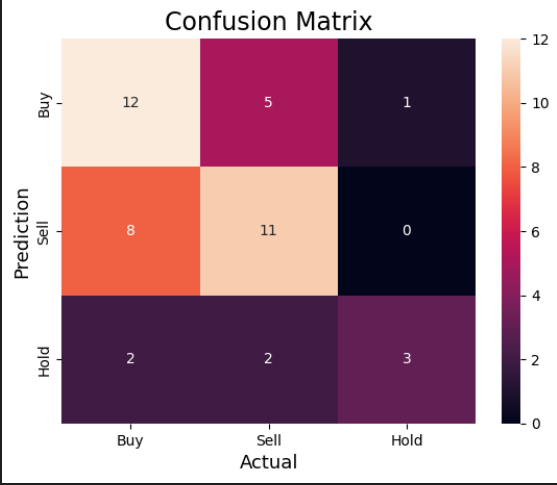 Confusion Matrix
Prediction
Buy
12
5
1
Sell
8
11
0
Hold
2
2
3
Buy
Sell
Hold
Actual
12
10
8
6
4
2
0